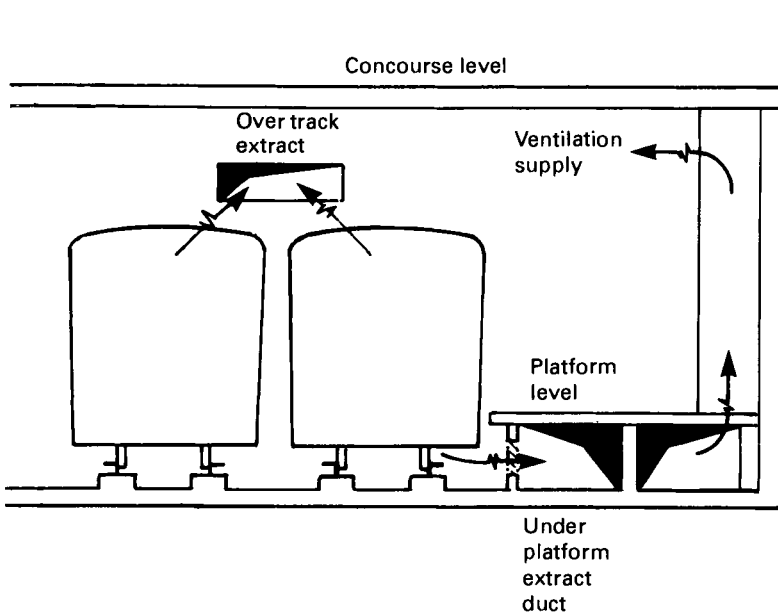 Concourse level
Over track
extract
Ventilation
supply
Platform
level
Under
platform
extract
duct